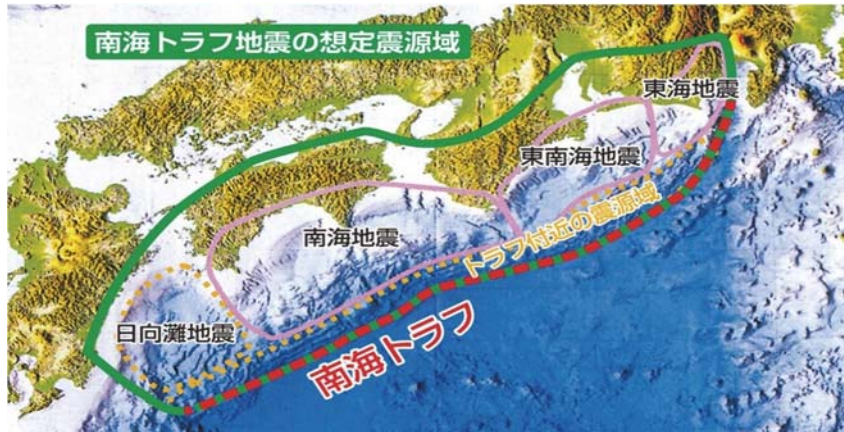 南海トラフ地震の想定震源域
東海地震
東南海地震
南海地震
トラフ付近の震源域
日向灘地震
南海トラフ